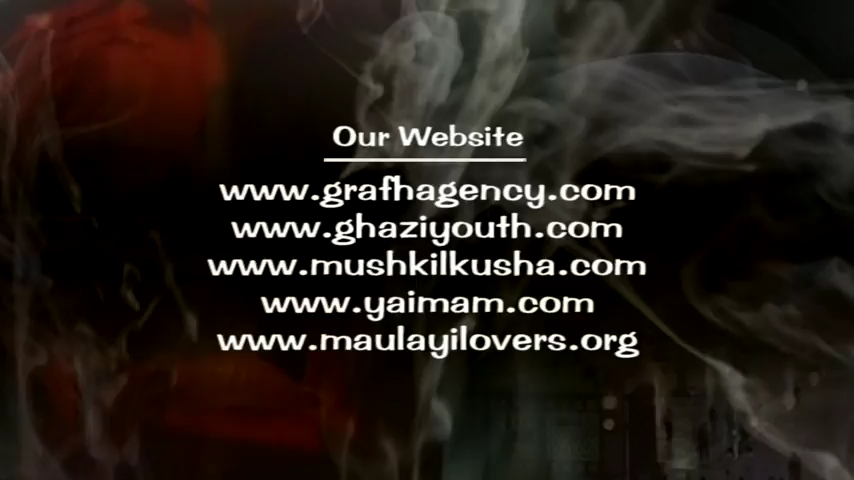 Our Website
www.grafhagency.com
www.ghaziyouth.com
www.mushkilkusha.com
www.yaimam.com
www.maulayilovers.org